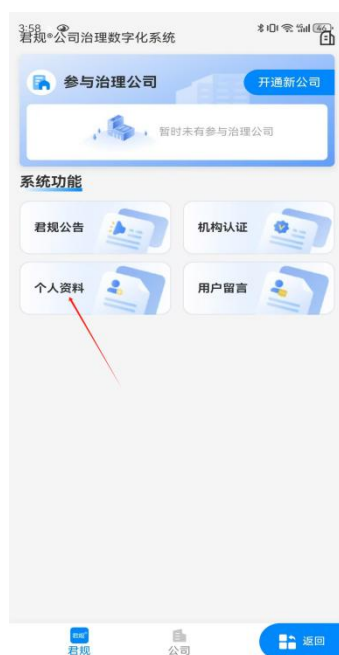 3:58
君规®公司治理数字化系统
参与治理公司
开通新公司
暂时未有参与治理公司
系统功能
君规公告
机构认证
个人资料
用户留言
君规
公司
返回